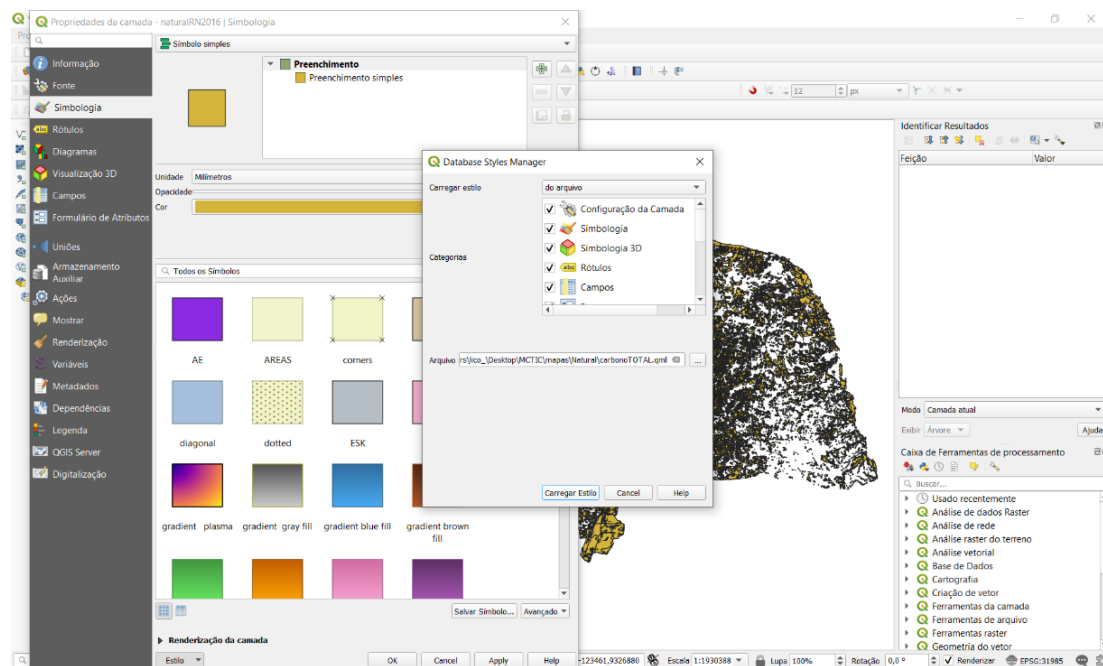 Propriedades da camada - naturalRN2016 | Simbologia
Informação
Fonte
Simbologia
Rótulos
Diagramas
Visualização 3D
Campos
Formulário de Atributos
Uniões
Armazenamento
Auxiliar
Ações
Mostrar
Renderização
Variáveis
Metadados
Dependências
Legenda
QGIS Server
Digitalização
Símbolo simples
Preenchimento
Preenchimento simples
Unidade Milímetros
Opacidade
Cor
Todos os Símbolos
AE AREAS corners
diagonal dotted ESK
gradient plasma gradient gray fill gradient blue fill gradient brown
fill
Salvar Símbolo... Avançado
Renderização da camada
Estilo OK Cancel Apply Help
Database Styles Manager
Carregar estilo do arquivo
Categorias
Configuração da Camada
Simbologia
Simbologia 3D
Rótulos
Campos
Arquivo rs\lico_\Desktop\MCTIC\mapas\Natural\carbonoTOTAL.qml ...
Carregar Estilo Cancel Help
12 px
Identificar Resultados
Feição Valor
Modo Camada atual
Exibir Árvore Ajuda
Caixa de Ferramentas de processamento
Buscar...
Usado recentemente
Análise de dados Raster
Análise de rede
Análise raster do terreno
Análise vetorial
Base de Dados
Cartografia
Criação de vetor
Ferramentas da camada
Ferramentas de arquivo
Ferramentas raster
Geometria do vetor
-123461,9326880 Escala 1:1930388 Lupa 100% Rotação 0,0 ° Renderizar EPSG:31985